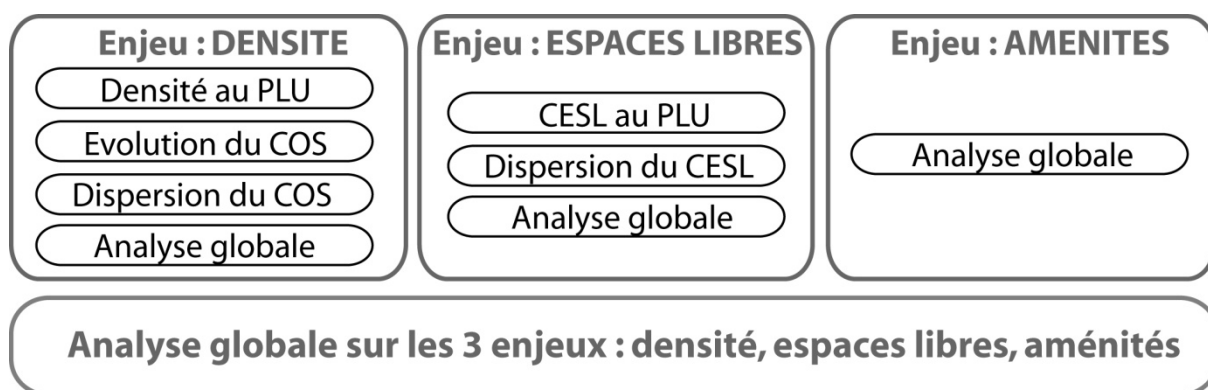 Enjeu : DENSITE
Densité au PLU
Evolution du COS
Dispersion du COS
Analyse globale
Enjeu : ESPACES LIBRES
CESL au PLU
Dispersion du CESL
Analyse globale
Enjeu : AMENITES
Analyse globale
Analyse globale sur les 3 enjeux : densité, espaces libres, aménités